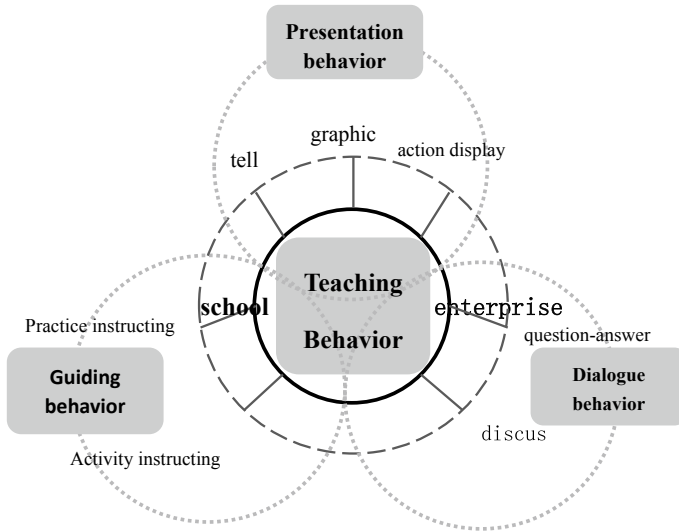 Presentation
behavior
graphic
tell
action display
Teaching
Behavior
school
enterprise
Practice instructing
question-answer
Guiding
behavior
Dialogue
behavior
Activity instructing
discus